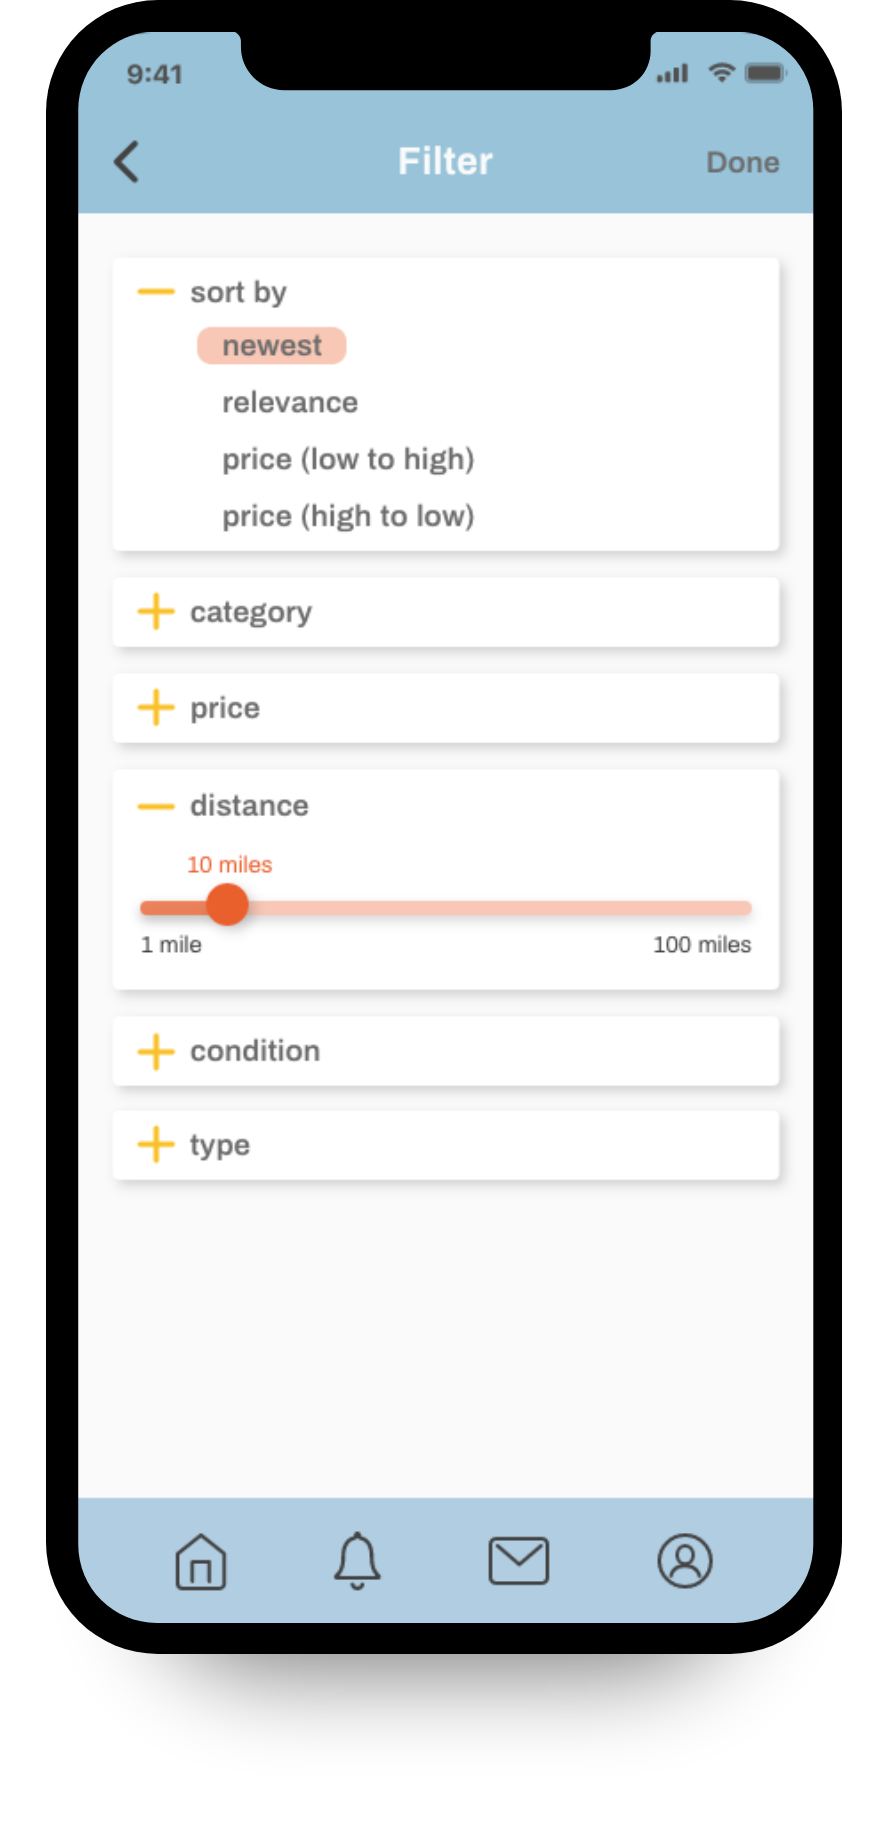 9:41
Filter
Done
sort by
newest
relevance
price (low to high)
price (high to low)
category
price
distance
10 miles
1 mile
100 miles
condition
type